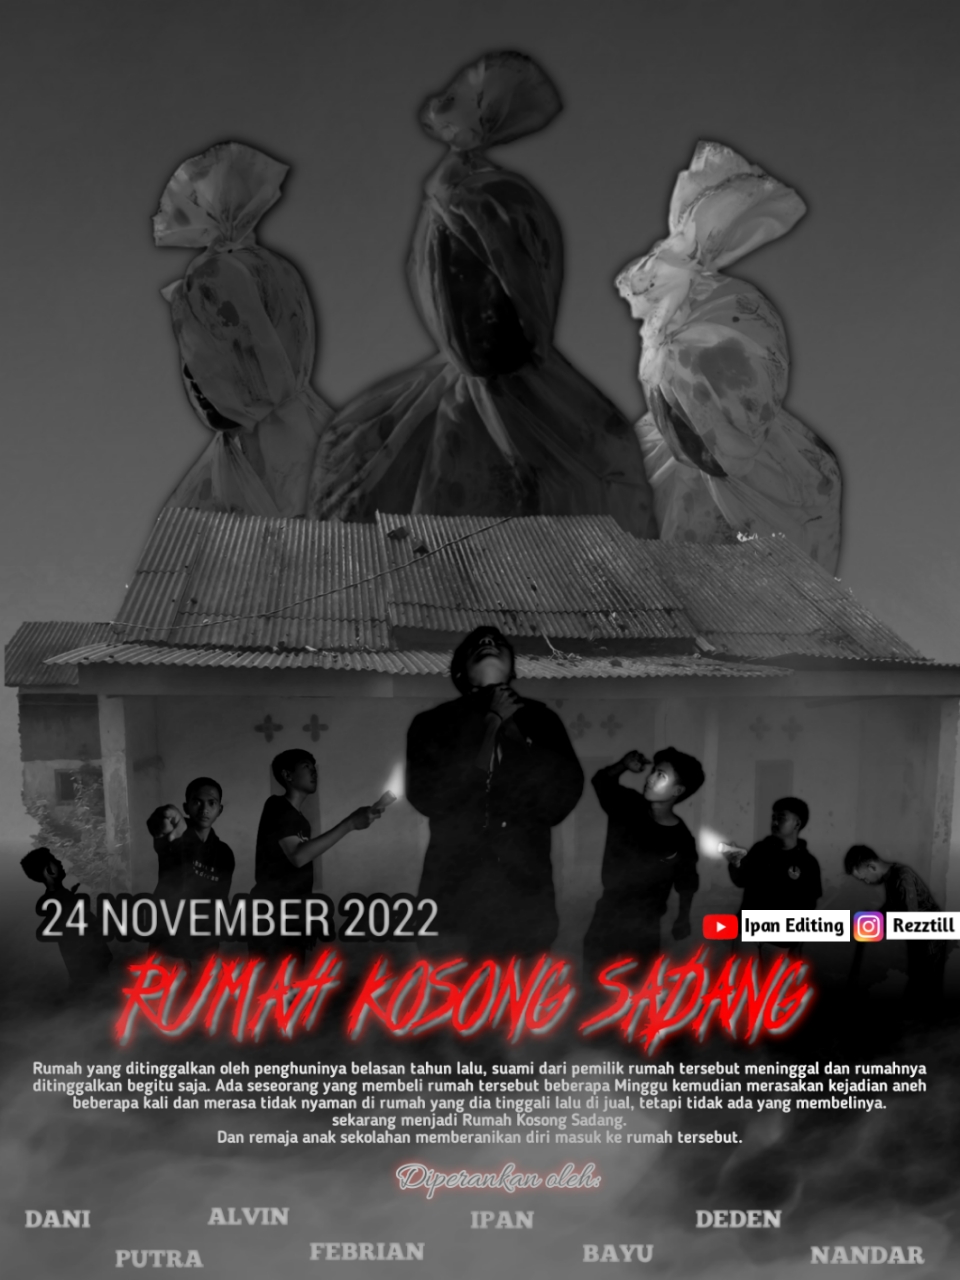 24 NOVEMBER 2022
Ipan Editing
Rezztill
RUMAH KOSONG SADANG
Rumah yang ditinggalkan oleh penghuninya belasan tahun lalu, suami dari pemilik rumah tersebut meninggal dan rumahnya
ditinggalkan begitu saja. Ada seseorang yang membeli rumah tersebut beberapa Minggu kemudian merasakan kejadian aneh
beberapa kali dan merasa tidak nyaman di rumah yang dia tinggali lalu di jual, tetapi tidak ada yang membelinya.
sekarang menjadi Rumah Kosong Sadang.
Dan remaja anak sekolahan memberanikan diri masuk ke rumah tersebut.
Diperankan oleh:
DANI ALVIN IPAN DEDEN
PUTRA FEBRIAN BAYU NANDAR